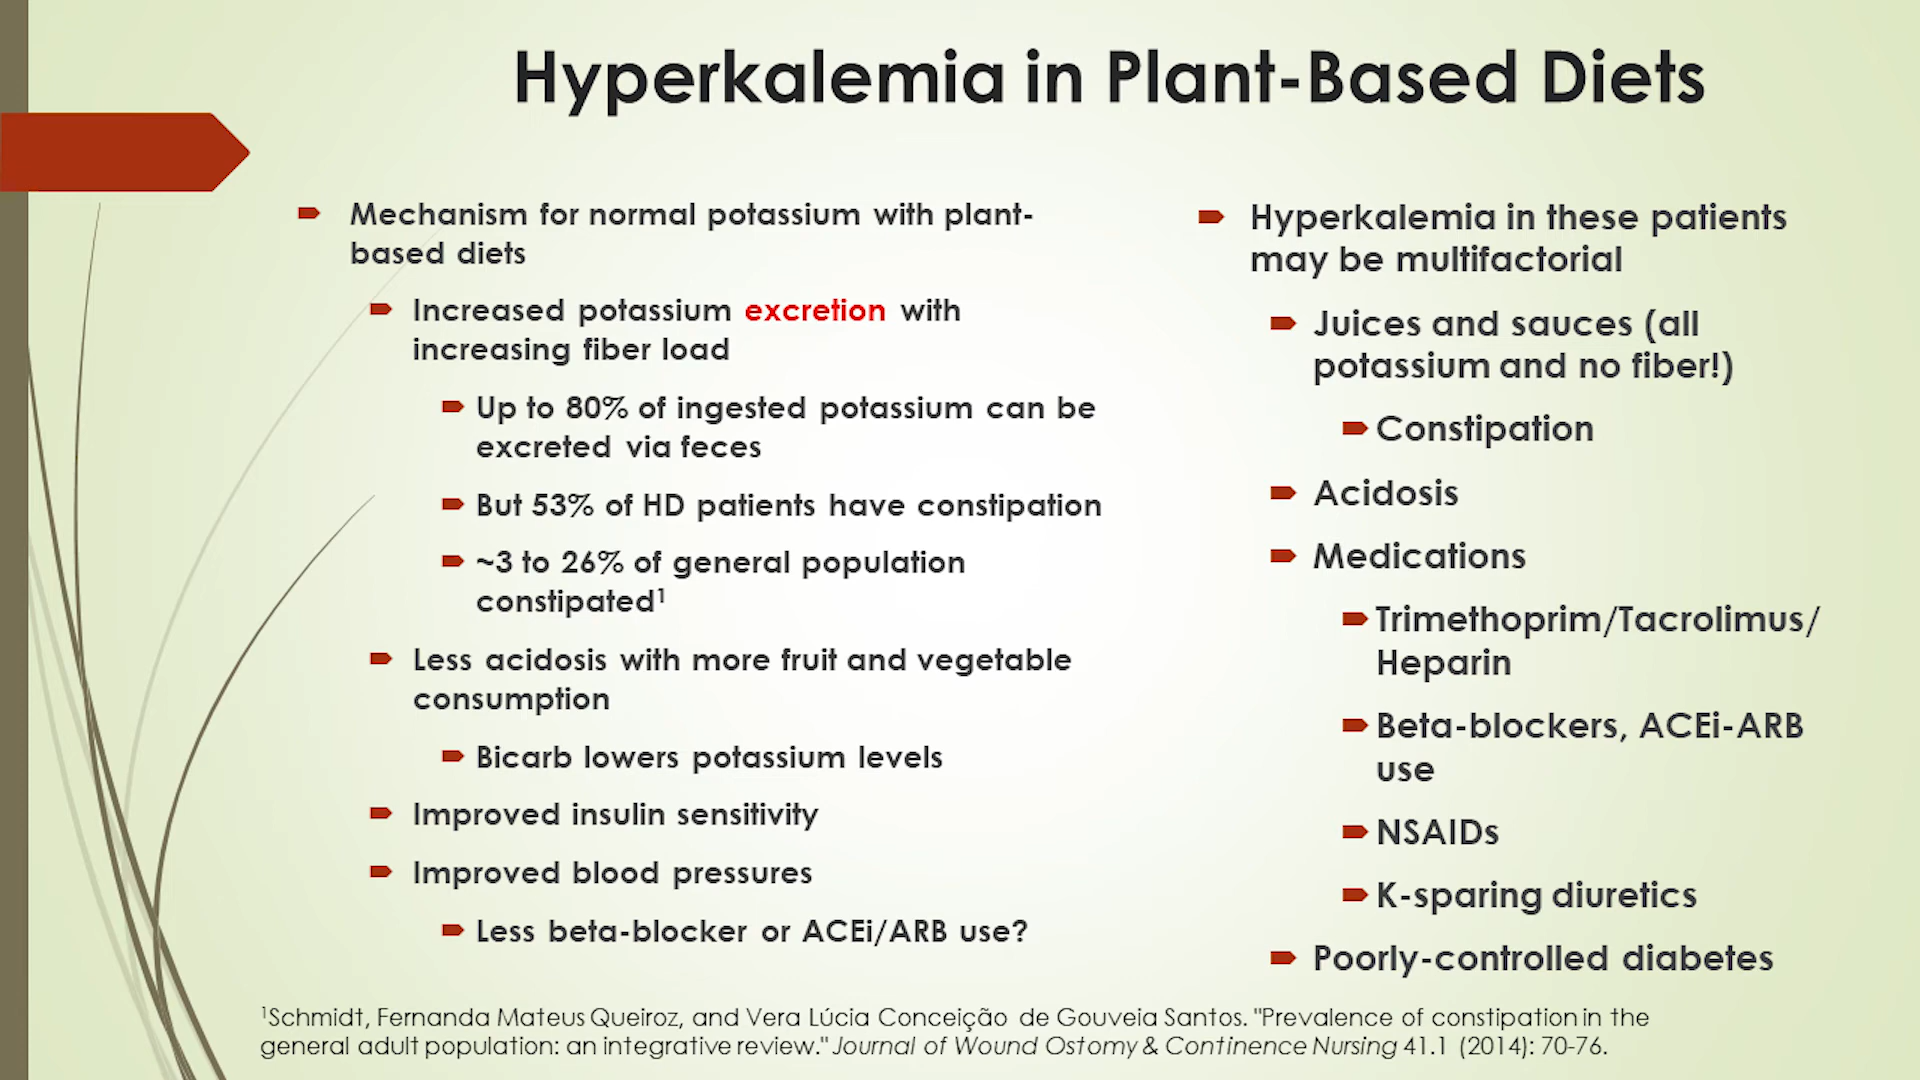 Hyperkalemia in Plant-Based Diets
Mechanism for normal potassium with plant-
based diets
Increased potassium excretion with
increasing fiber load
Up to 80% of ingested potassium can be
excreted via feces
But 53% of HD patients have constipation
~3 to 26% of general population
constipated¹
Less acidosis with more fruit and vegetable
consumption
Bicarb lowers potassium levels
Improved insulin sensitivity
Improved blood pressures
Less beta-blocker or ACEi/ARB use?
Hyperkalemia in these patients
may be multifactorial
Juices and sauces (all
potassium and no fiber!)
Constipation
Acidosis
Medications
Trimethoprim/Tacrolimus/
Heparin
Beta-blockers, ACEi-ARB
use
NSAIDs
K-sparing diuretics
Poorly-controlled diabetes
¹Schmidt, Fernanda Mateus Queiroz, and Vera Lúcia Conceição de Gouveia Santos. "Prevalence of constipation in the
general adult population: an integrative review." Journal of Wound Ostomy & Continence Nursing 41.1 (2014): 70-76.